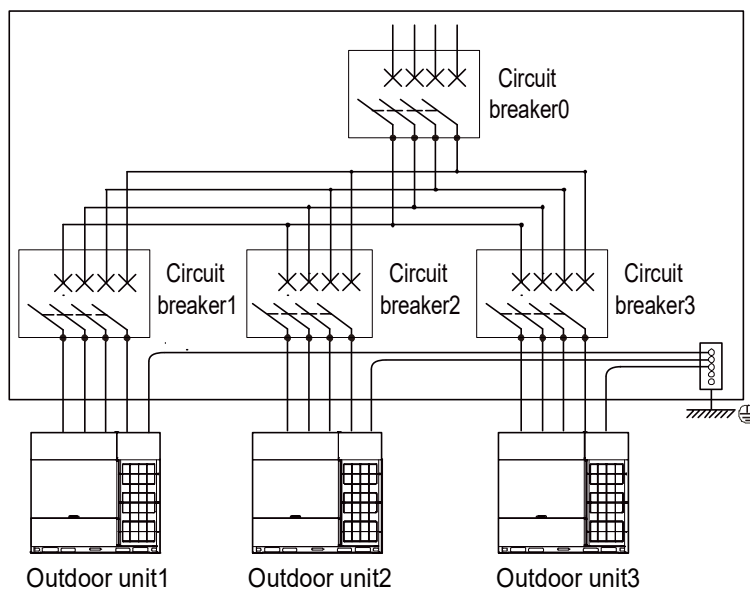 Circuit
breaker0
Circuit
breaker1
Circuit
breaker2
Circuit
breaker3
Outdoor unit1
Outdoor unit2
Outdoor unit3